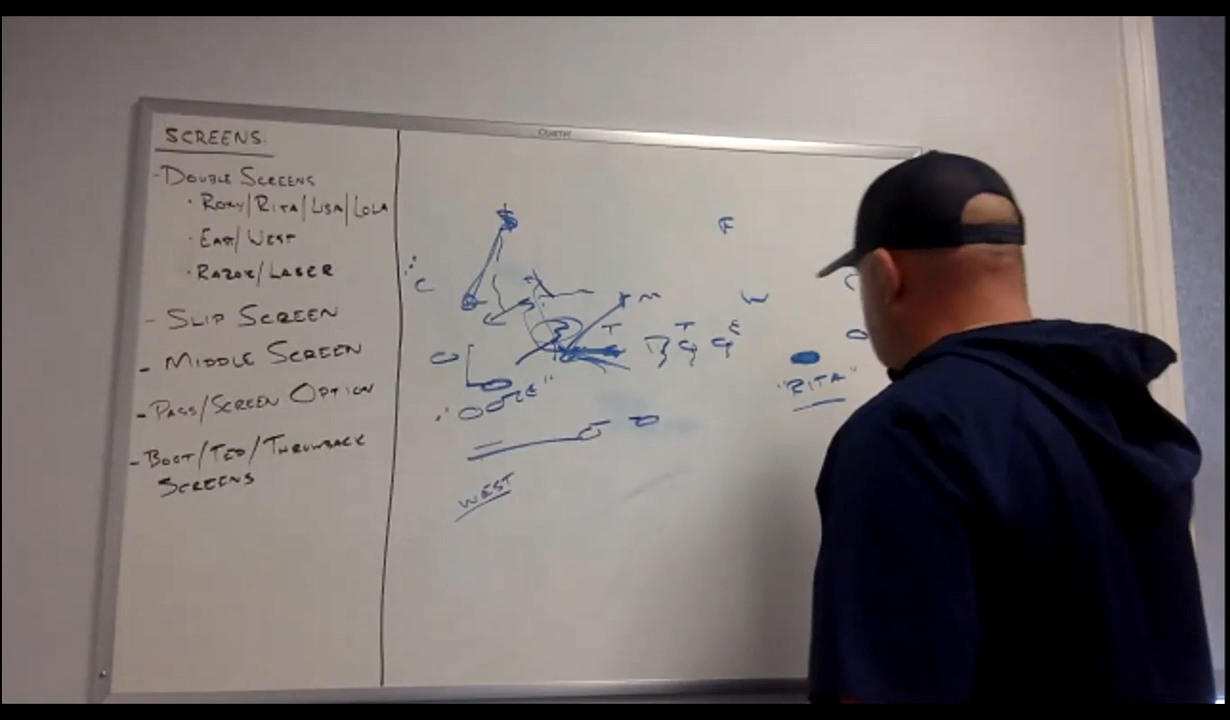 SCREENS
- DOUBLE SCREENS
• ROXY/RITA/LISA/LOLA
• EAST/WEST
• RAZOR/LASER
- SLIP SCREEN
- MIDDLE SCREEN
- PASS/SCREEN OPTION
- BOOT/TED/THROWBACK
SCREENS
F
C
M
W
T
T
E
"RITA"
WEST